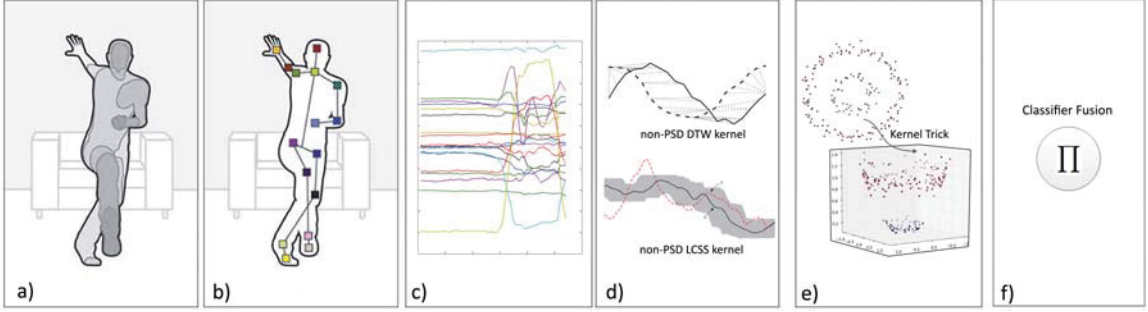 non-PSD DTW kernel
non-PSD LCSS kernel
Kernel Trick
Classifier Fusion
Π
a)
b)
c)
d)
e)
f)